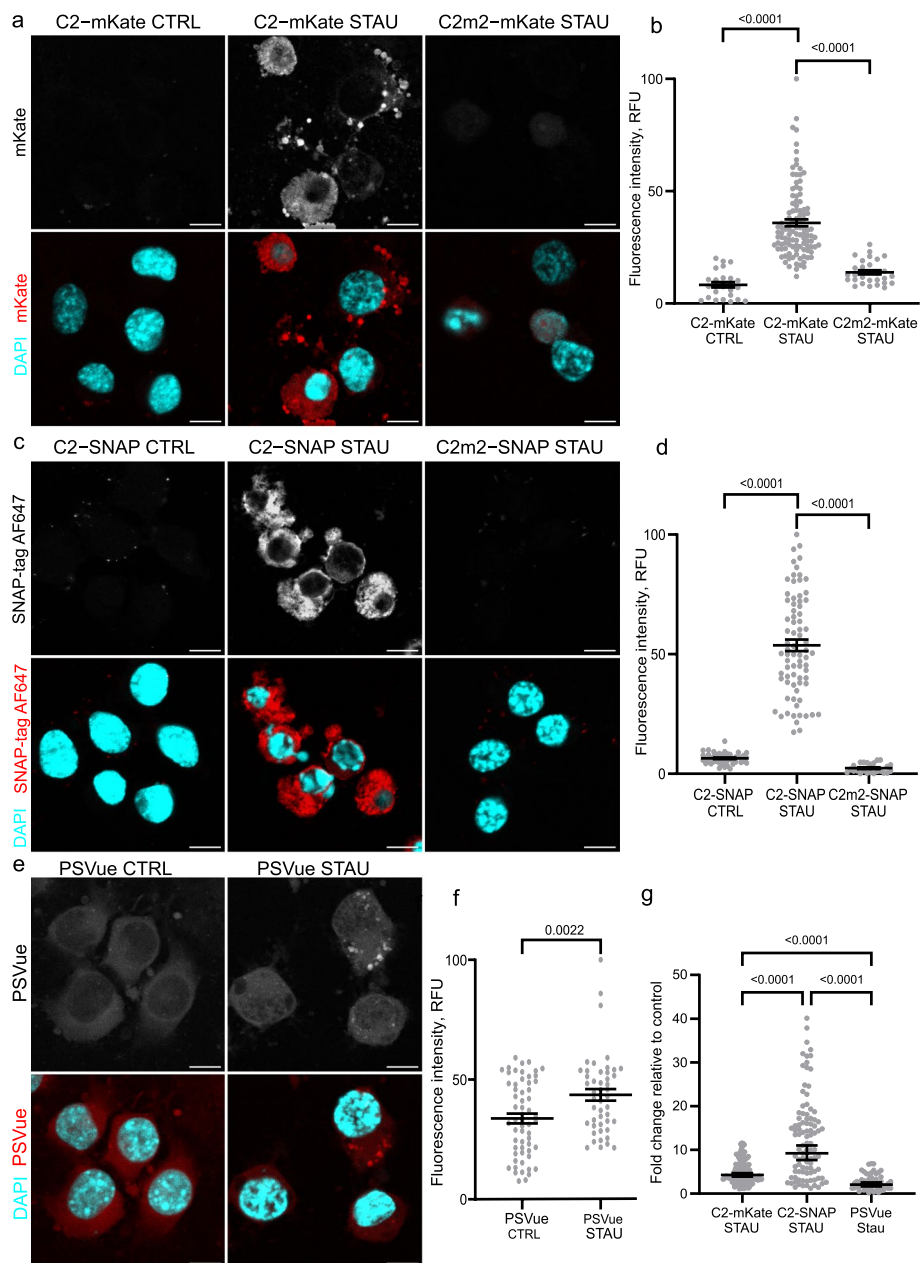 a
C2−mKate CTRL
C2−mKate STAU
C2m2−mKate STAU
mKate
DAPI mKate
b
<0.0001
<0.0001
Fluorescence intensity, RFU
100
50
0
C2-mKate CTRL
C2-mKate STAU
C2m2-mKate STAU
c
C2−SNAP CTRL
C2−SNAP STAU
C2m2−SNAP STAU
SNAP-tag AF647
DAPI SNAP-tag AF647
d
<0.0001
<0.0001
Fluorescence intensity, RFU
100
50
0
C2-SNAP CTRL
C2-SNAP STAU
C2m2-SNAP STAU
e
PSVue CTRL
PSVue STAU
PSVue
DAPI PSVue
f
0.0022
Fluorescence intensity, RFU
100
50
0
PSVue CTRL
PSVue STAU
g
<0.0001
<0.0001
<0.0001
Fold change relative to control
50
40
30
20
10
0
C2-mKate STAU
C2-SNAP STAU
PSVue Stau